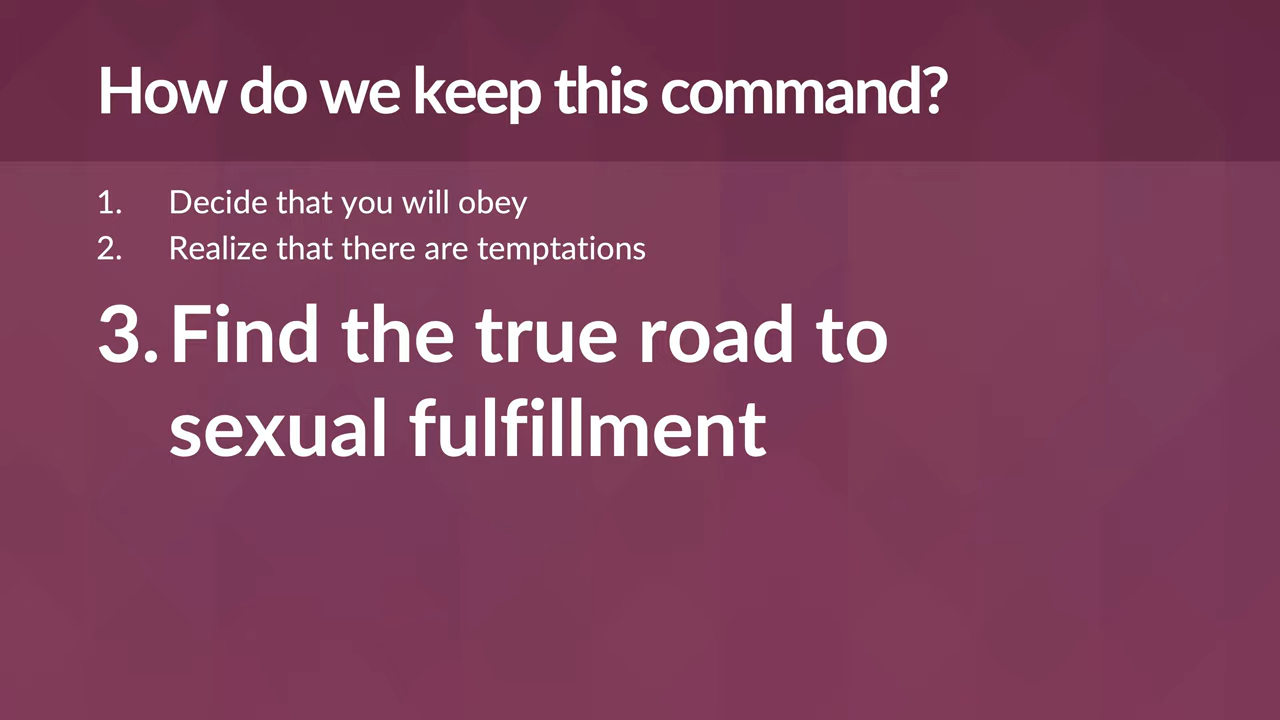 How do we keep this command?
1. Decide that you will obey
2. Realize that there are temptations
3. Find the true road to
sexual fulfillment